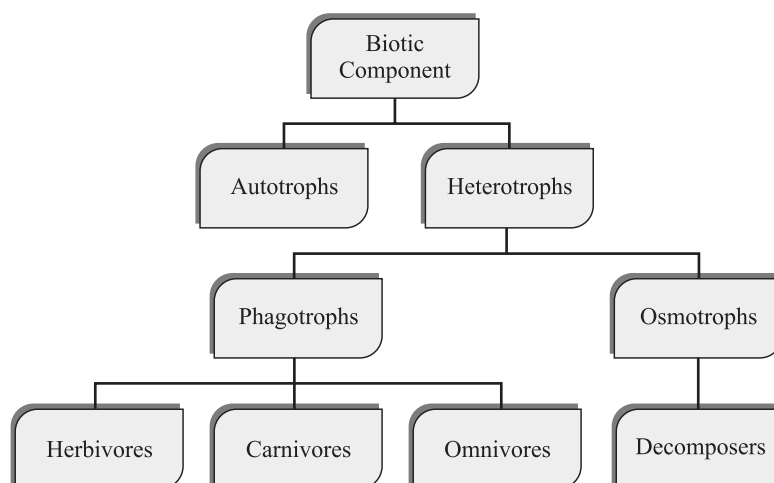 Biotic
Component
Autotrophs
Heterotrophs
Phagotrophs
Osmotrophs
Herbivores
Carnivores
Omnivores
Decomposers